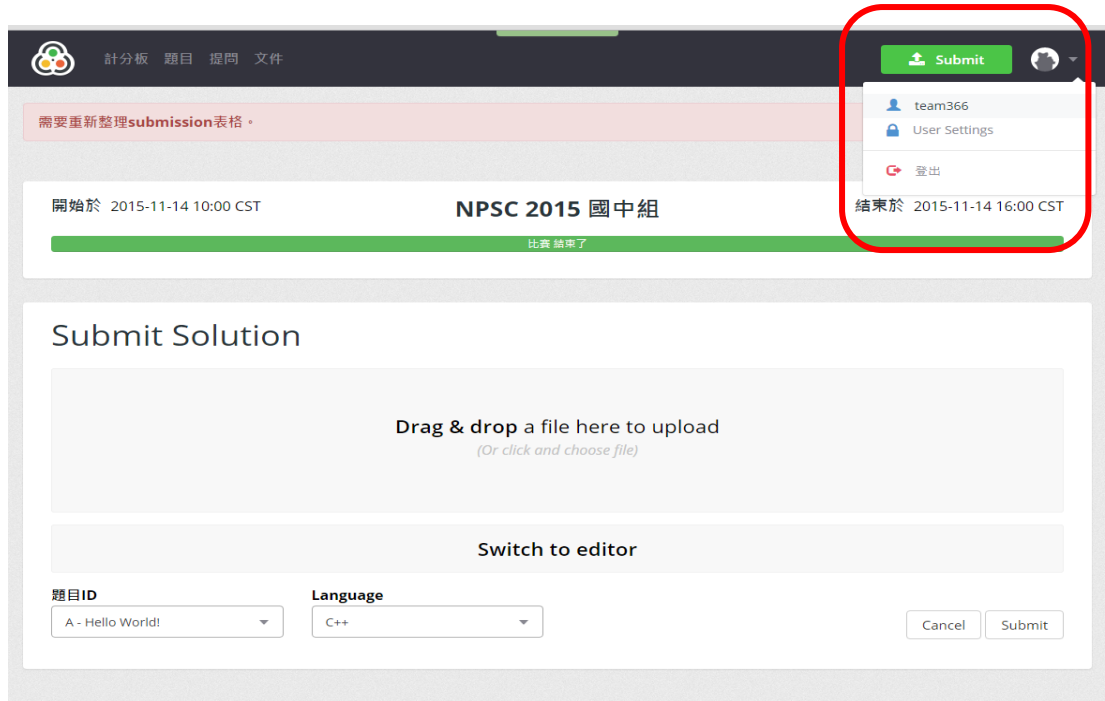 計分板 題目 提問 文件 Submit
team366
需要重新整理submission表格。
User Settings
登出
開始於 2015-11-14 10:00 CST NPSC 2015 國中組 結束於 2015-11-14 16:00 CST
比賽 結束了
Submit Solution
Drag & drop a file here to upload
(Or click and choose file)
Switch to editor
題目ID Language
A - Hello World! C++ Cancel Submit